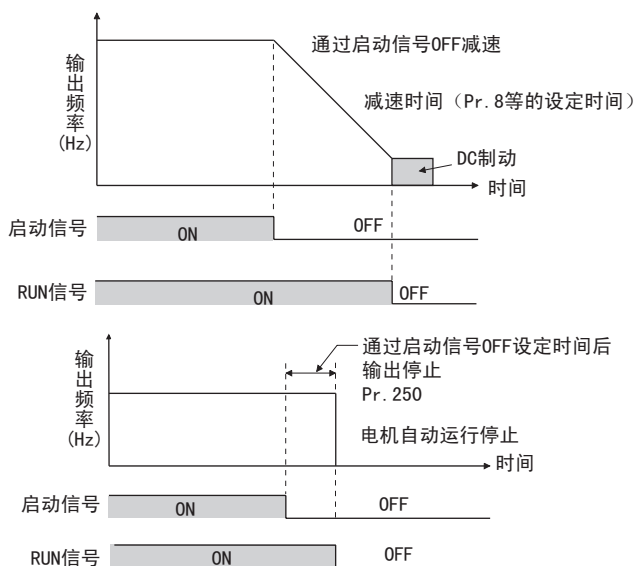 输出频率
(Hz)
通过启动信号OFF减速
减速时间（Pr.8等的设定时间）
DC制动
时间
启动信号
ON
OFF
RUN信号
ON
OFF
输出频率
(Hz)
通过启动信号OFF设定时间后
输出停止
Pr.250
电机自动运行停止
时间
启动信号
ON
OFF
RUN信号
ON
OFF